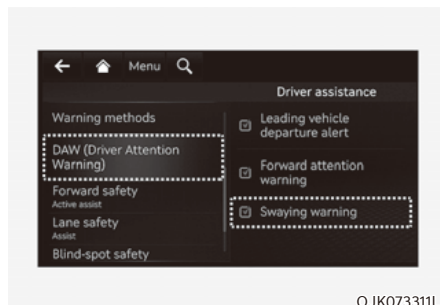 Menu
Driver assistance
Warning methods
DAW (Driver Attention
Warning)
Forward safety
Active assist
Lane safety
Assist
Blind-spot safety
Leading vehicle
departure alert
Forward attention
warning
Swaying warning
OJK073311L